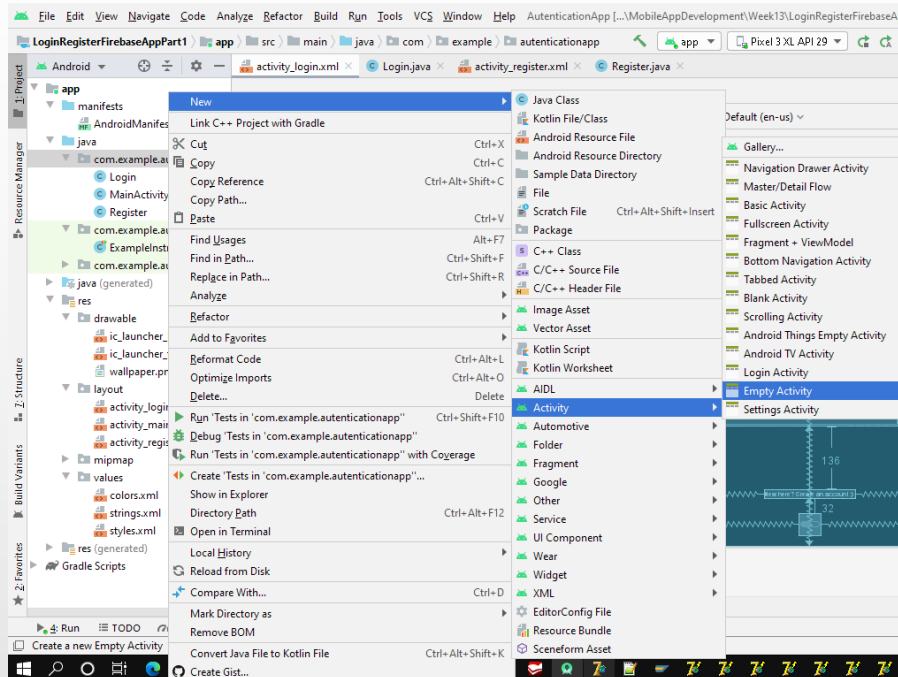 File Edit View Navigate Code Analyze Refactor Build Run Tools VCS Window Help AutenticationApp [...\MobileAppDevelopment\Week13\LoginRegisterFirebaseA
LoginRegisterFirebaseAppPart1 app src main java com example autenticationapp app Pixel 3 XL API 29
Android activity_login.xml Login.java activity_register.xml Register.java
1: Project
Resource Manager
Z: Structure
Build Variants
2: Favorites
app
manifests
AndroidManifes
java
com.example.au
Login
MainActivity
Register
com.example.au
ExampleInstr
com.example.au
java (generated)
res
drawable
ic_launcher_
ic_launcher_
wallpaper.pn
layout
activity_login
activity_mai
activity_regis
mipmap
values
colors.xml
strings.xml
styles.xml
res (generated)
Gradle Scripts
New
Link C++ Project with Gradle
Cut Ctrl+X
Copy Ctrl+C
Copy Reference Ctrl+Alt+Shift+C
Copy Path...
Paste Ctrl+V
Find Usages Alt+F7
Find in Path... Ctrl+Shift+F
Replace in Path... Ctrl+Shift+R
Analyze
Refactor
Add to Favorites
Reformat Code Ctrl+Alt+L
Optimize Imports Ctrl+Alt+O
Delete... Delete
Run 'Tests in 'com.example.autenticationapp'' Ctrl+Shift+F10
Debug 'Tests in 'com.example.autenticationapp''
Run 'Tests in 'com.example.autenticationapp'' with Coverage
Create 'Tests in 'com.example.autenticationapp''...
Show in Explorer
Directory Path Ctrl+Alt+F12
Open in Terminal
Local History
Reload from Disk
Compare With... Ctrl+D
Mark Directory as
Remove BOM
Convert Java File to Kotlin File Ctrl+Alt+Shift+K
Create Gist...
Java Class
Kotlin File/Class
Android Resource File
Android Resource Directory
Sample Data Directory
File
Scratch File Ctrl+Alt+Shift+Insert
Package
C++ Class
C/C++ Source File
C/C++ Header File
Image Asset
Vector Asset
Kotlin Script
Kotlin Worksheet
AIDL
Activity
Automotive
Folder
Fragment
Google
Other
Service
UI Component
Wear
Widget
XML
EditorConfig File
Resource Bundle
Sceneform Asset
Default (en-us)
Gallery...
Navigation Drawer Activity
Master/Detail Flow
Basic Activity
Fullscreen Activity
Fragment + ViewModel
Bottom Navigation Activity
Tabbed Activity
Blank Activity
Scrolling Activity
Android Things Empty Activity
Android TV Activity
Login Activity
Empty Activity
Settings Activity
136
New Here? Create an account :)
32
4: Run TODO
Create a new Empty Activity